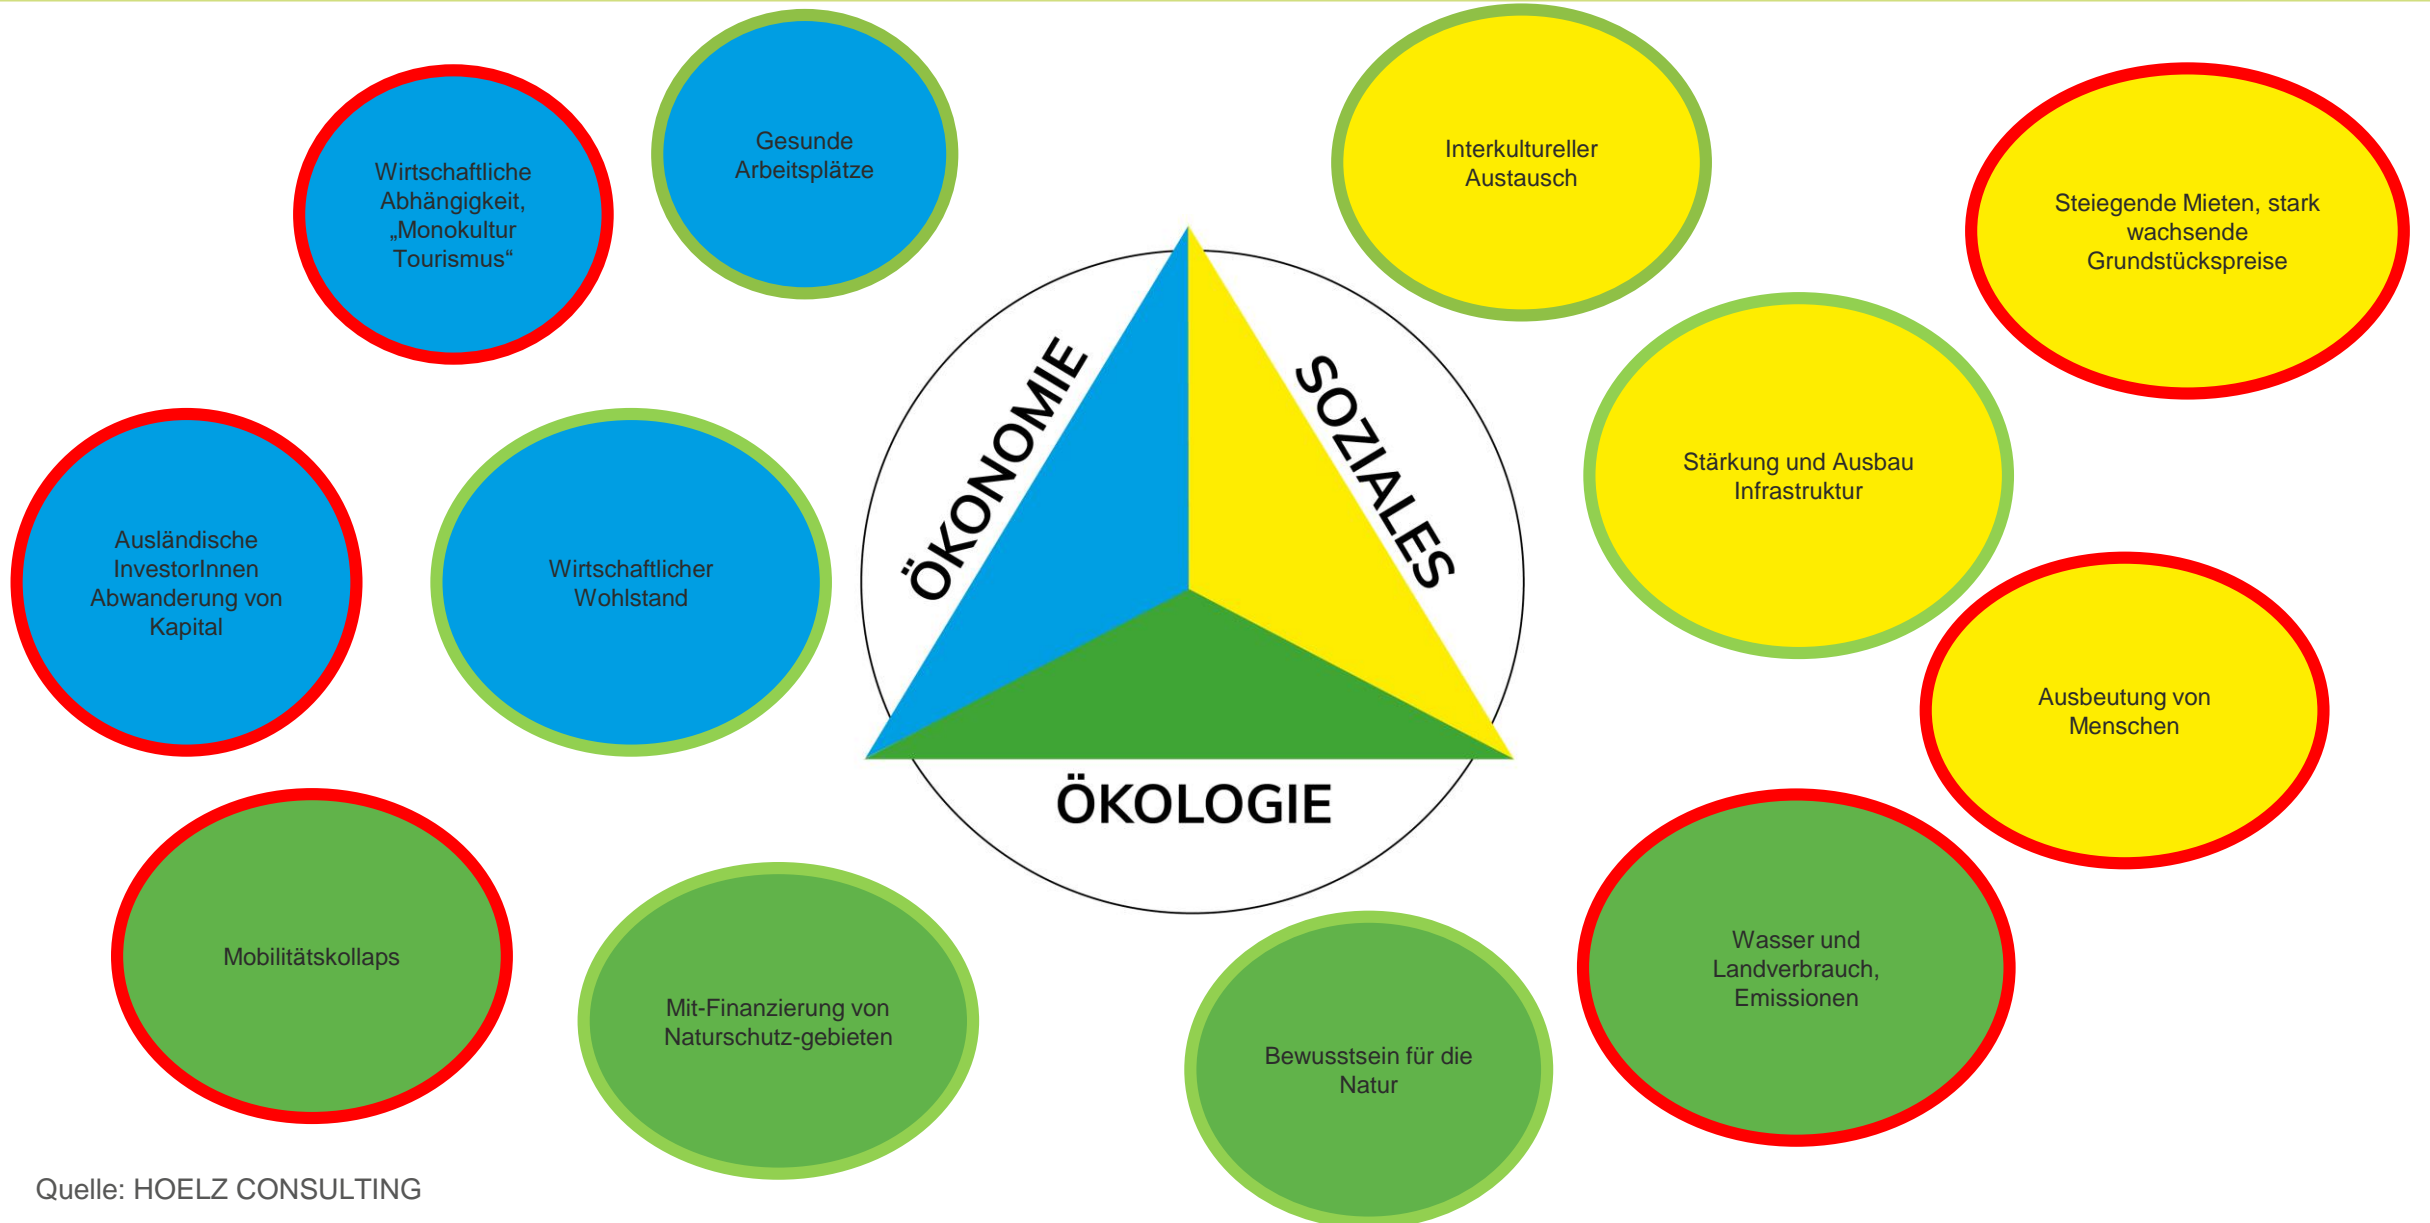 Wirtschaftliche
Abhängigkeit,
„Monokultur
Tourismus“
Gesunde
Arbeitsplätze
Interkultureller
Austausch
Steiegende Mieten, stark
wachsende
Grundstückspreise
ÖKONOMIE
SOZIALES
ÖKOLOGIE
Stärkung und Ausbau
Infrastruktur
Ausländische
InvestorInnen
Abwanderung von
Kapital
Wirtschaftlicher
Wohlstand
Ausbeutung von
Menschen
Mobilitätskollaps
Mit-Finanzierung von
Naturschutz-gebieten
Bewusstsein für die
Natur
Wasser und
Landverbrauch,
Emissionen
Quelle: HOELZ CONSULTING